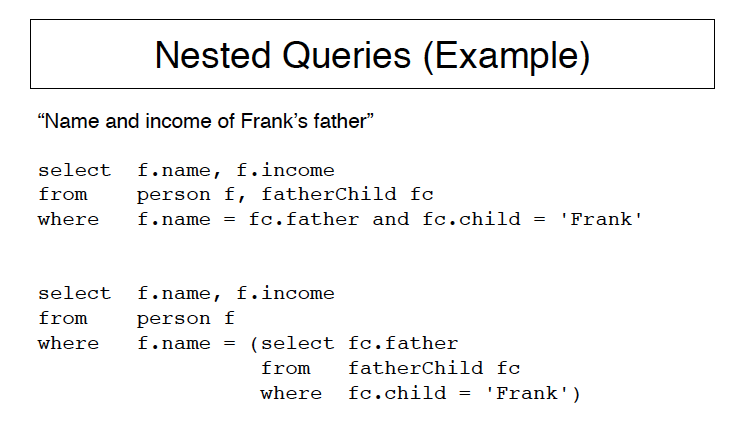 Nested Queries (Example)
“Name and income of Frank’s father”
select f.name, f.income
from person f, fatherChild fc
where f.name = fc.father and fc.child = 'Frank'
select f.name, f.income
from person f
where f.name = (select fc.father
from fatherChild fc
where fc.child = 'Frank')